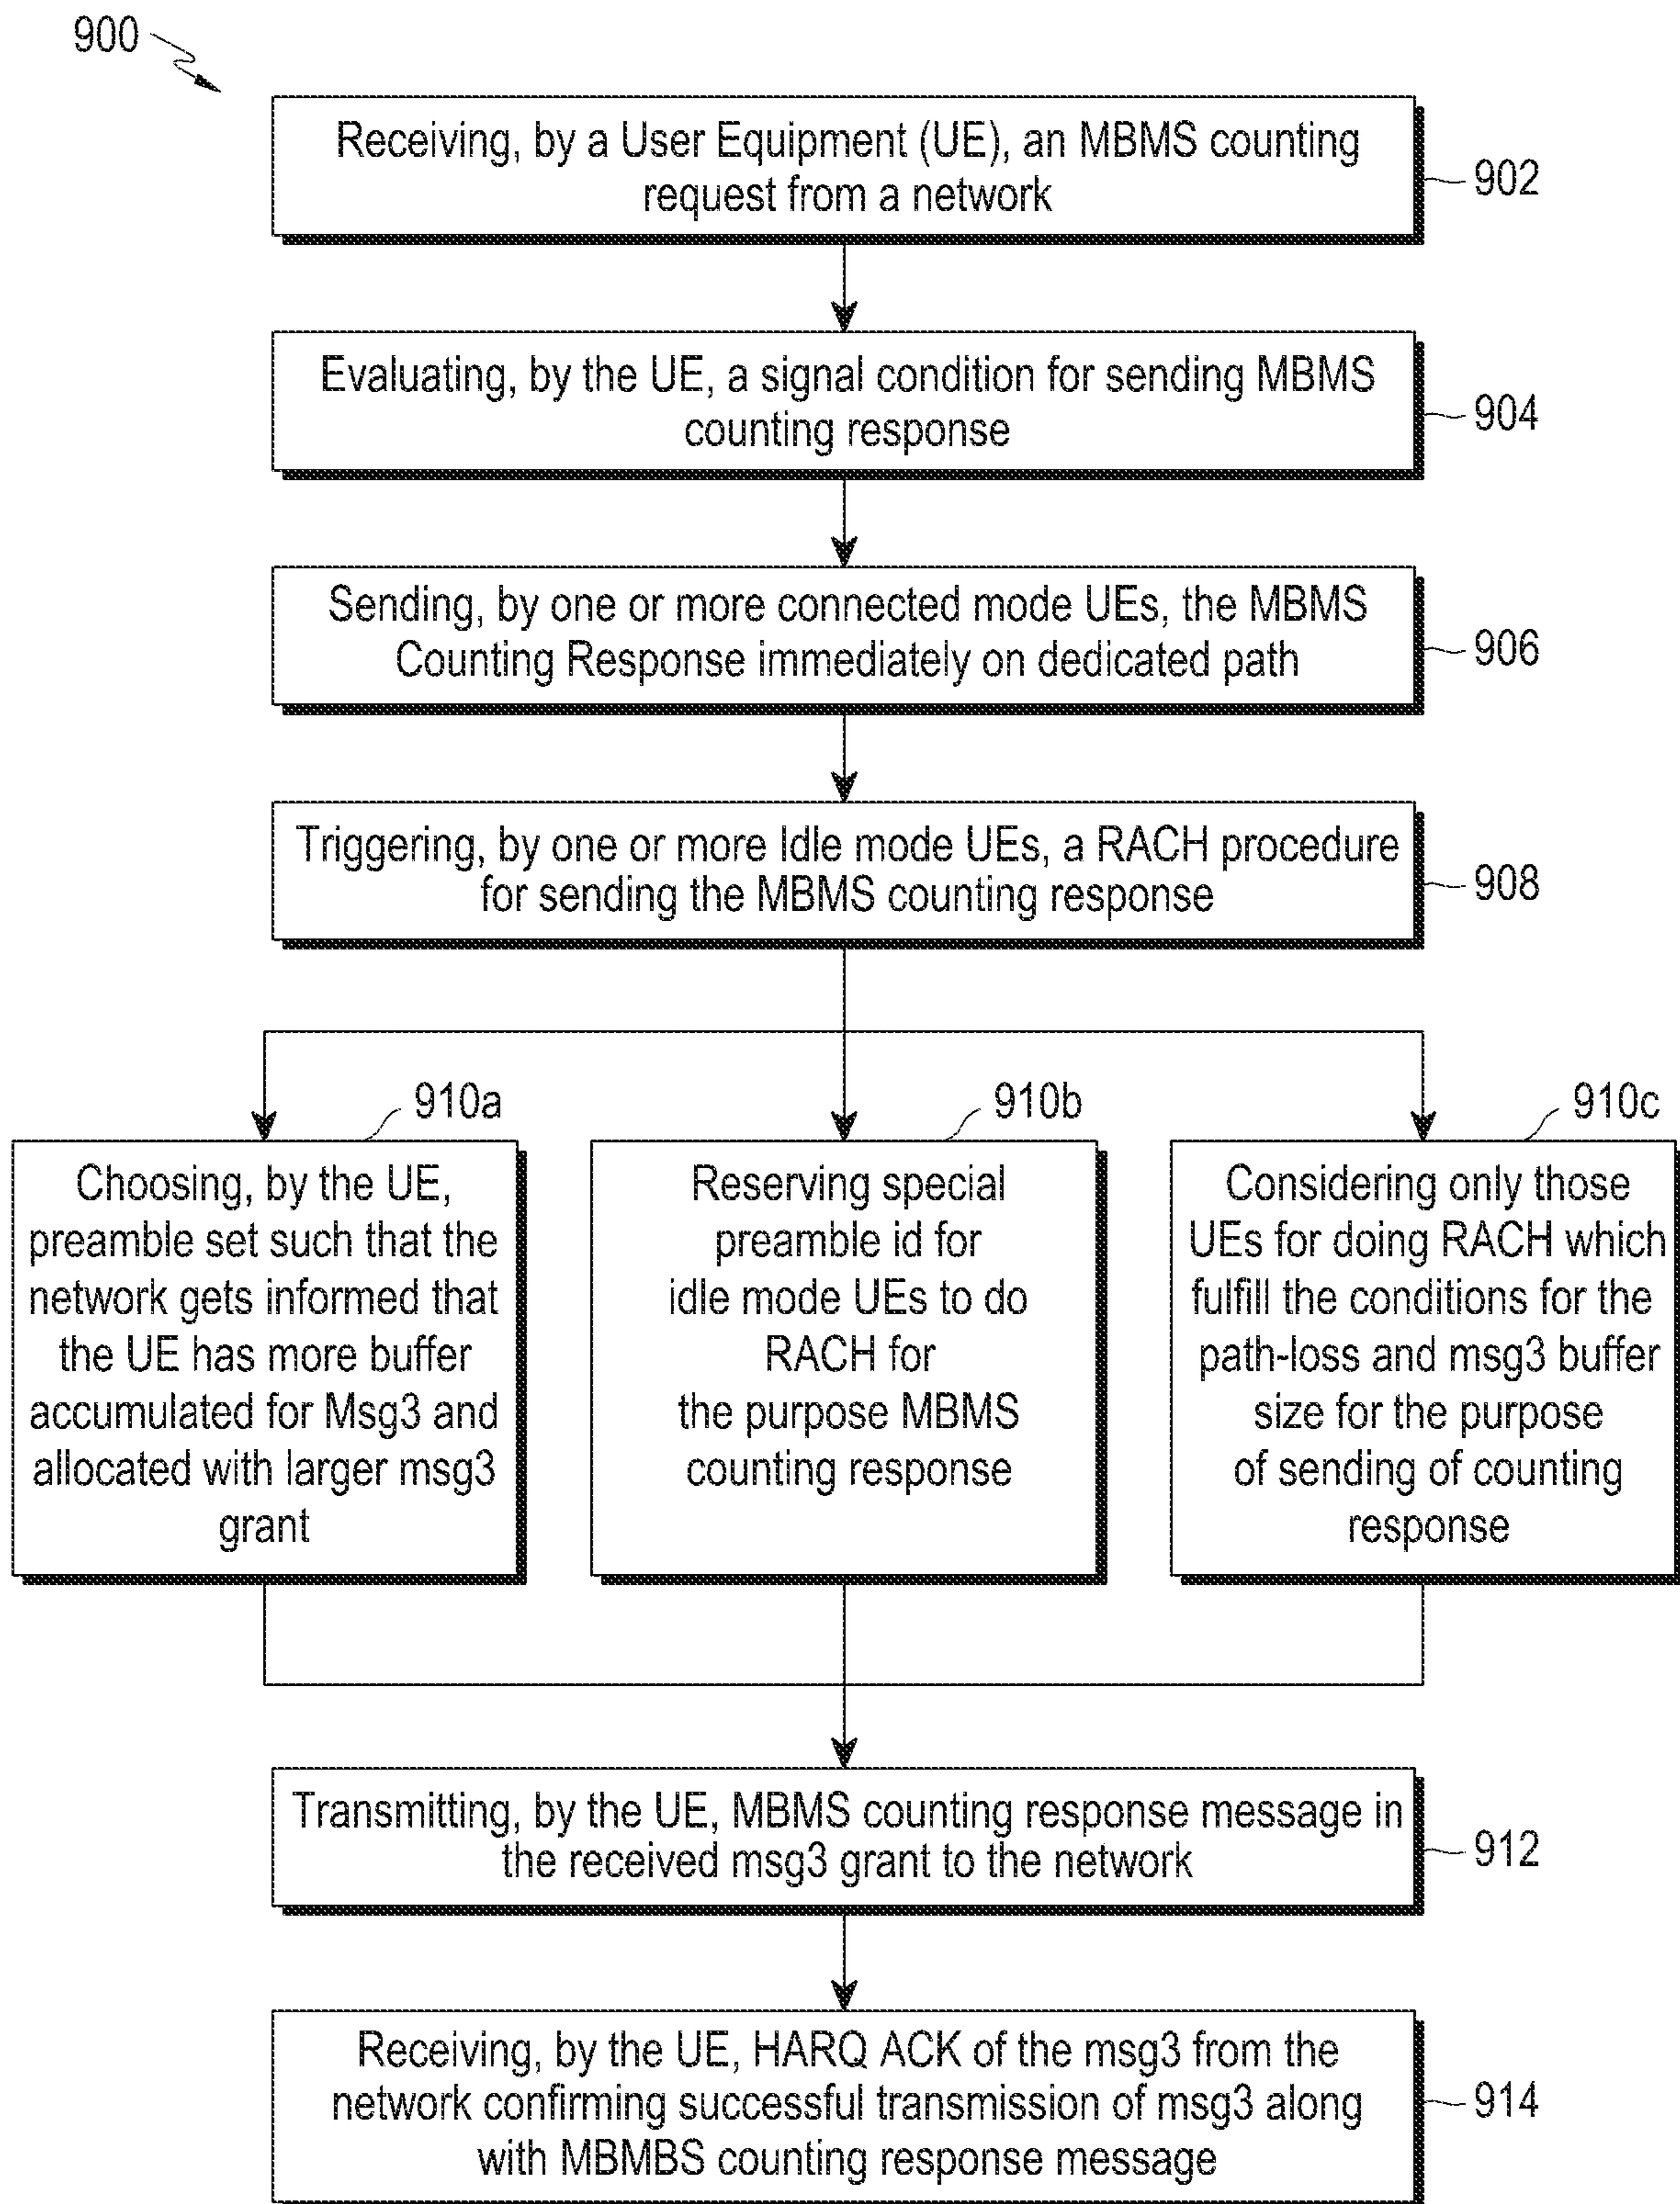 900
Receiving, by a User Equipment (UE), an MBMS counting
request from a network
902
Evaluating, by the UE, a signal condition for sending MBMS
counting response
904
Sending, by one or more connected mode UEs, the MBMS
Counting Response immediately on dedicated path
906
Triggering, by one or more Idle mode UEs, a RACH procedure
for sending the MBMS counting response
908
910a
Choosing, by the UE,
preamble set such that the
network gets informed that
the UE has more buffer
accumulated for Msg3 and
allocated with larger msg3
grant
910b
Reserving special
preamble id for
idle mode UEs to do
RACH for
the purpose MBMS
counting response
910c
Considering only those
UEs for doing RACH which
fulfill the conditions for the
path-loss and msg3 buffer
size for the purpose
of sending of counting
response
Transmitting, by the UE, MBMS counting response message in
the received msg3 grant to the network
912
Receiving, by the UE, HARQ ACK of the msg3 from the
network confirming successful transmission of msg3 along
with MBMBS counting response message
914